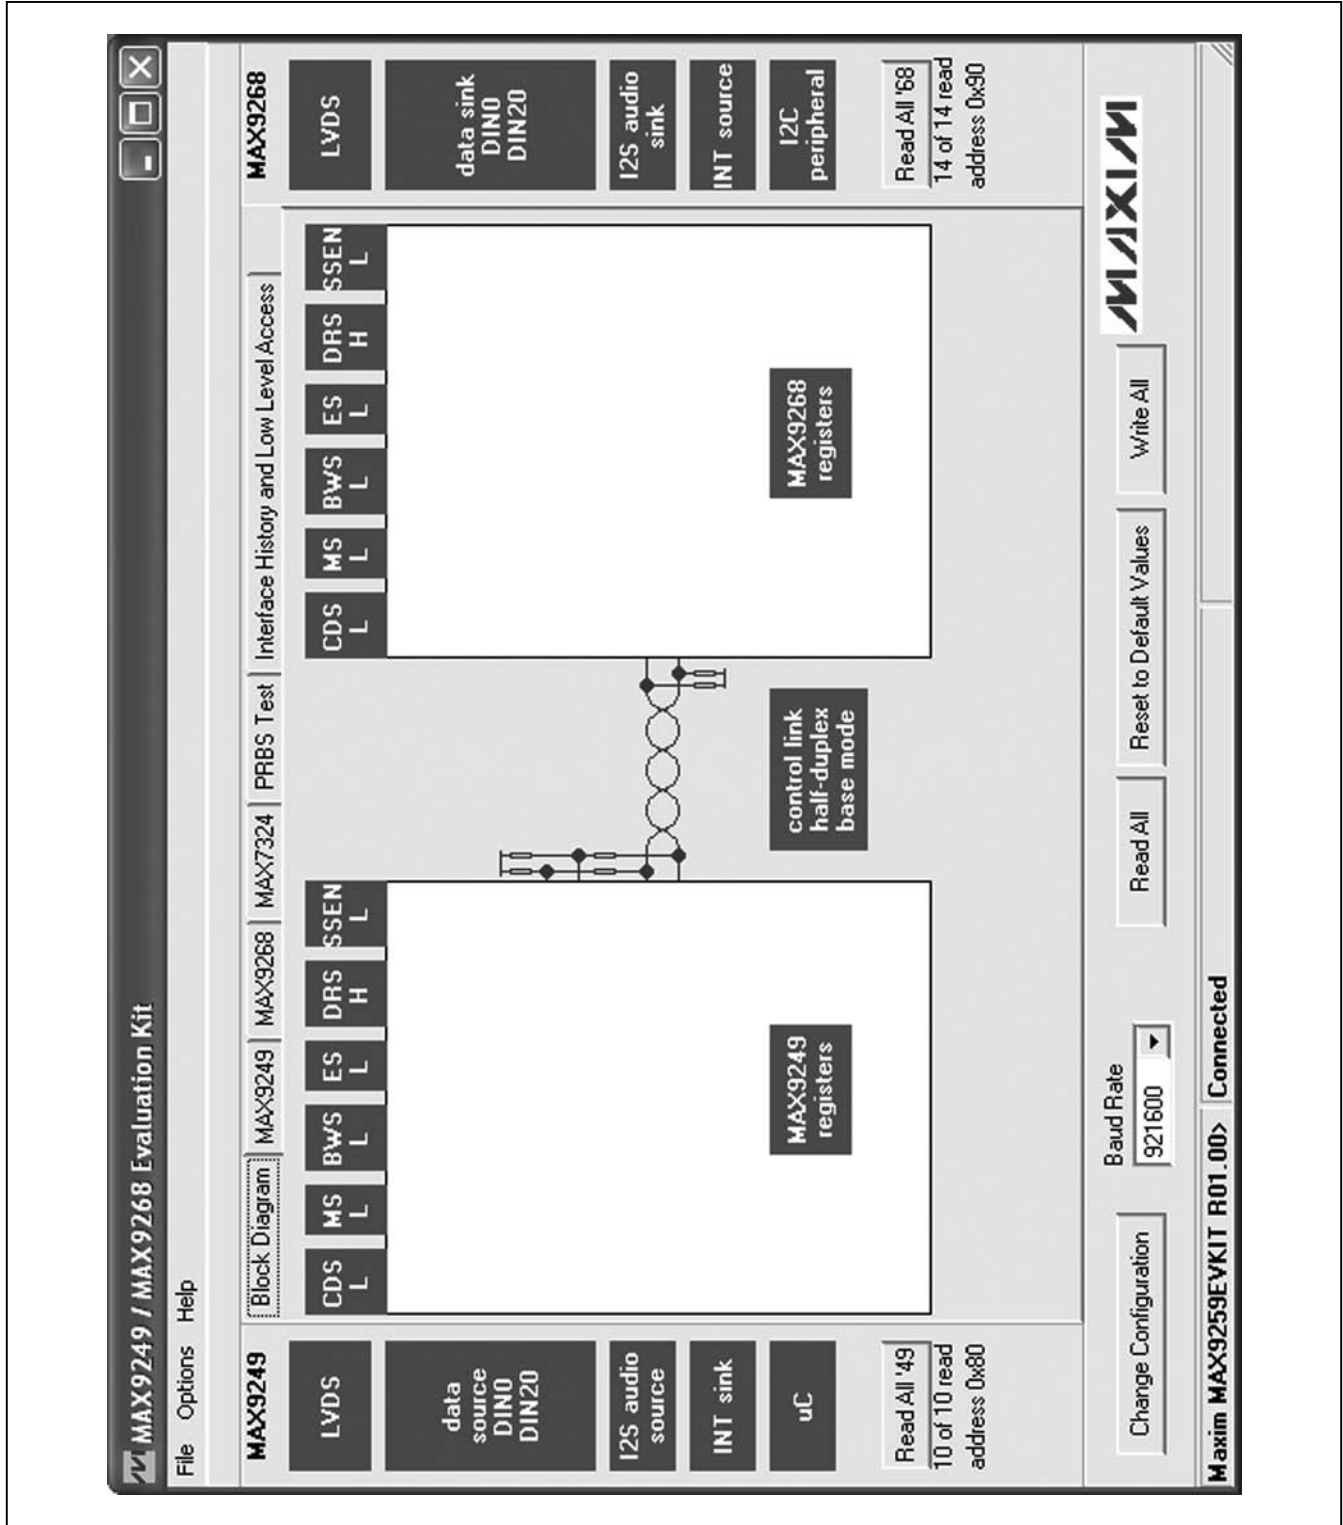 MAX9249 / MAX9268 Evaluation Kit
File Options Help
Block Diagram MAX9249 MAX9268 MAX7324 PRBS Test Interface History and Low Level Access
MAX9249
LVDS
data
source
DIN0
DIN20
I2S audio
source
INT sink
uC
Read All '49
10 of 10 read
address 0x80
CDS
L
MS
L
BWS
L
ES
L
DRS
H
SSEN
L
MAX9249
registers
control link
half-duplex
base mode
CDS
L
MS
L
BWS
L
ES
L
DRS
H
SSEN
L
MAX9268
registers
MAX9268
LVDS
data sink
DIN0
DIN20
I2S audio
sink
INT source
I2C
peripheral
Read All '68
14 of 14 read
address 0x90
Change Configuration
Baud Rate
921600
Read All
Reset to Default Values
Write All
MAXIM
Maxim MAX9259EVKIT R01.00> Connected